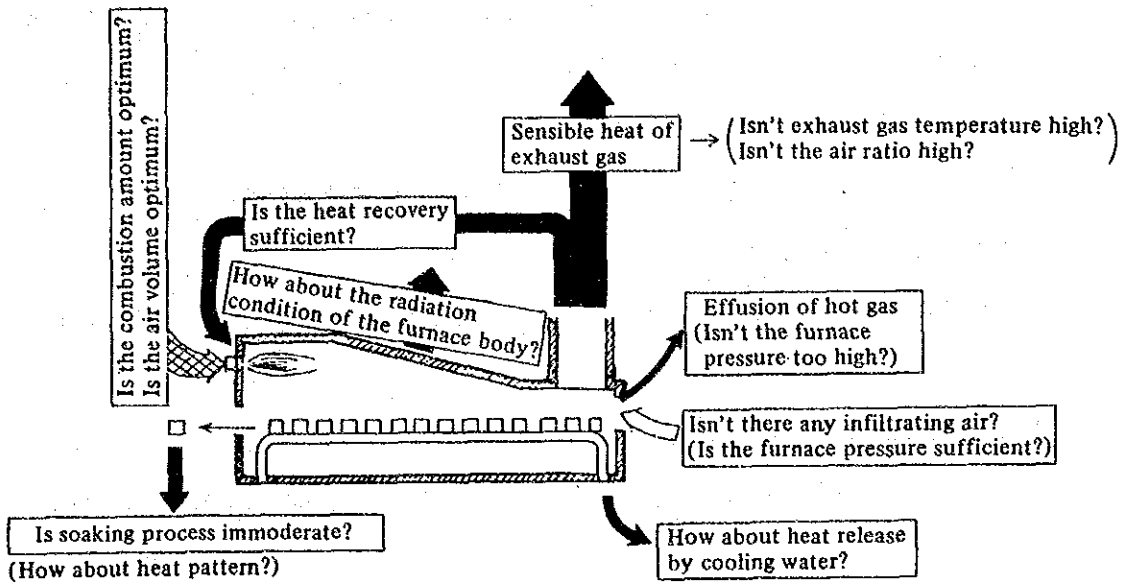 Is the combustion amount optimum?
Is the air volume optimum?
Sensible heat of
exhaust gas
Isn't exhaust gas temperature high?
Isn't the air ratio high?
Is the heat recovery
sufficient?
How about the radiation
condition of the furnace body?
Effusion of hot gas
(Isn't the furnace
pressure too high?)
Isn't there any infiltrating air?
(Is the furnace pressure sufficient?)
Is soaking process immoderate?
(How about heat pattern?)
How about heat release
by cooling water?